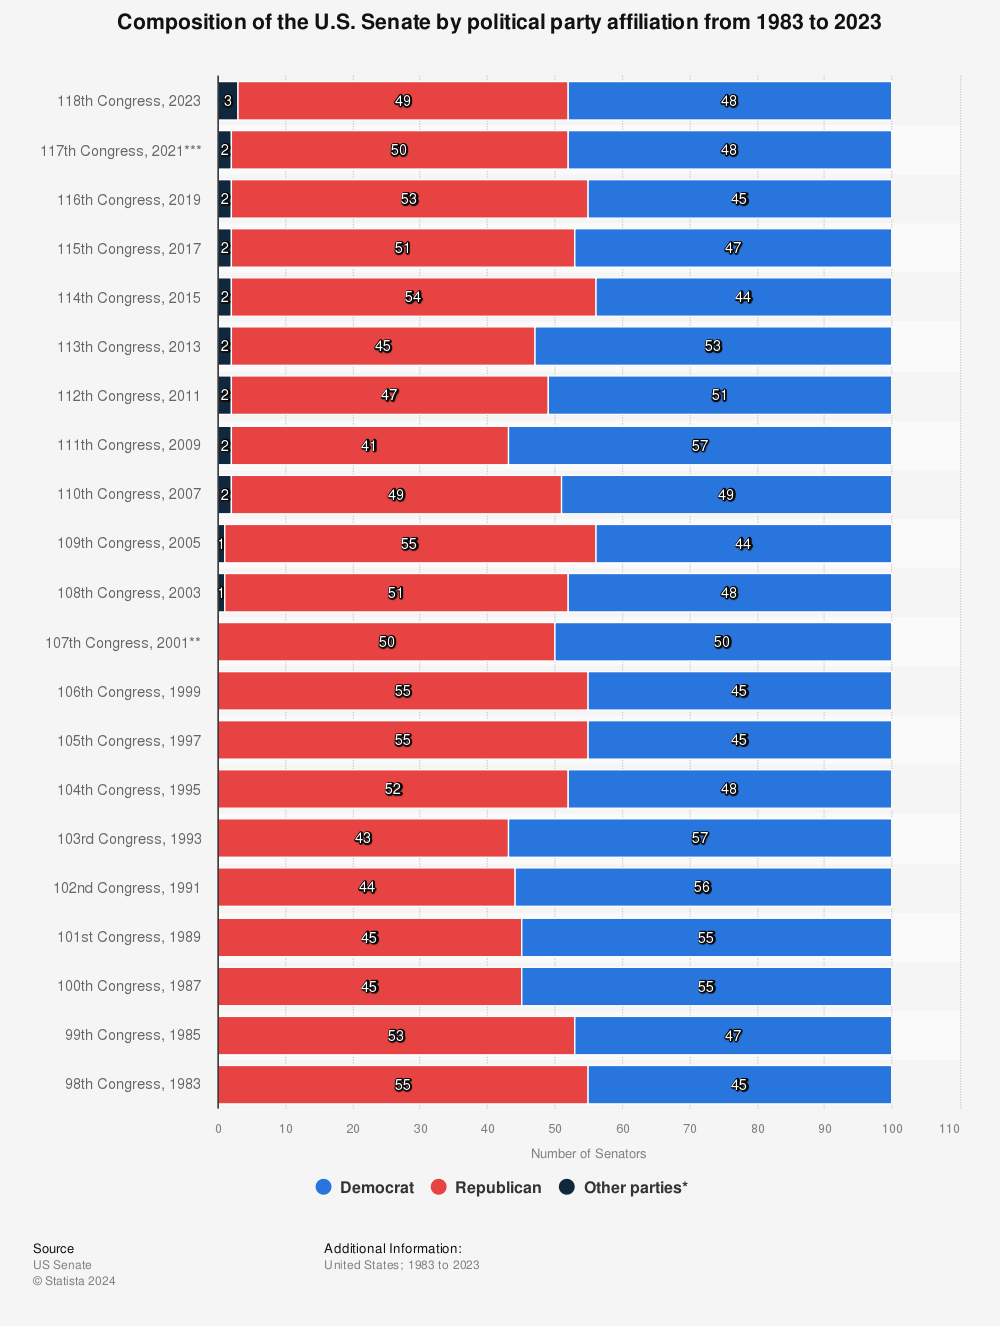 Composition of the U.S. Senate by political party affiliation from 1983 to 2023
118th Congress, 2023 3 49 48
117th Congress, 2021*** 2 50 48
116th Congress, 2019 2 53 45
115th Congress, 2017 2 51 47
114th Congress, 2015 2 54 44
113th Congress, 2013 2 45 53
112th Congress, 2011 2 47 51
111th Congress, 2009 2 41 57
110th Congress, 2007 2 49 49
109th Congress, 2005 1 55 44
108th Congress, 2003 1 51 48
107th Congress, 2001** 50 50
106th Congress, 1999 55 45
105th Congress, 1997 55 45
104th Congress, 1995 52 48
103rd Congress, 1993 43 57
102nd Congress, 1991 44 56
101st Congress, 1989 45 55
100th Congress, 1987 45 55
99th Congress, 1985 53 47
98th Congress, 1983 55 45
0 10 20 30 40 50 60 70 80 90 100 110
Number of Senators
Democrat Republican Other parties*
Source
US Senate
© Statista 2024
Additional Information:
United States; 1983 to 2023